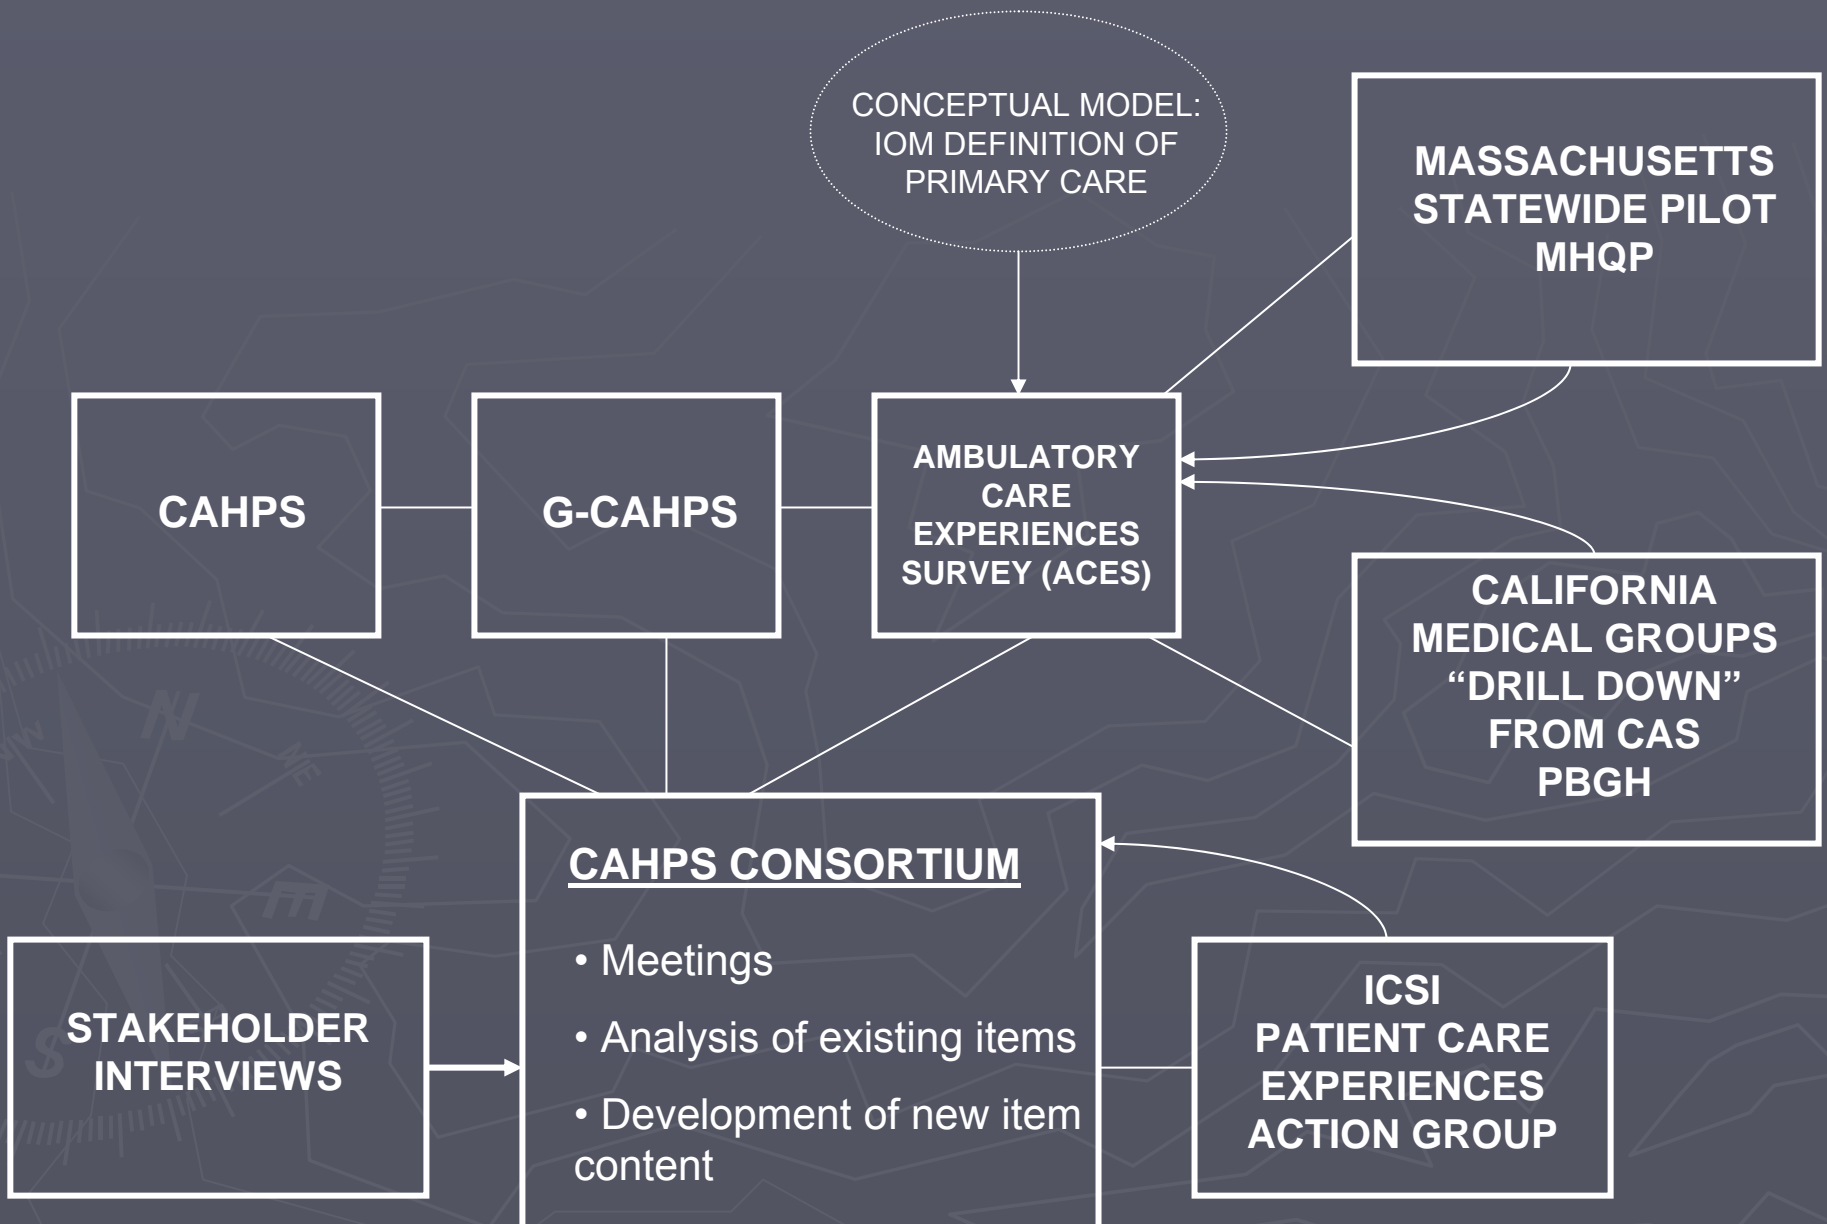 CONCEPTUAL MODEL:
IOM DEFINITION OF
PRIMARY CARE
MASSACHUSETTS
STATEWIDE PILOT
MHQP
CAHPS
G-CAHPS
AMBULATORY
CARE
EXPERIENCES
SURVEY (ACES)
CALIFORNIA
MEDICAL GROUPS
“DRILL DOWN”
FROM CAS
PBGH
CAHPS CONSORTIUM
• Meetings
• Analysis of existing items
• Development of new item
content
STAKEHOLDER
INTERVIEWS
ICSI
PATIENT CARE
EXPERIENCES
ACTION GROUP
N
NE
E
S
NW